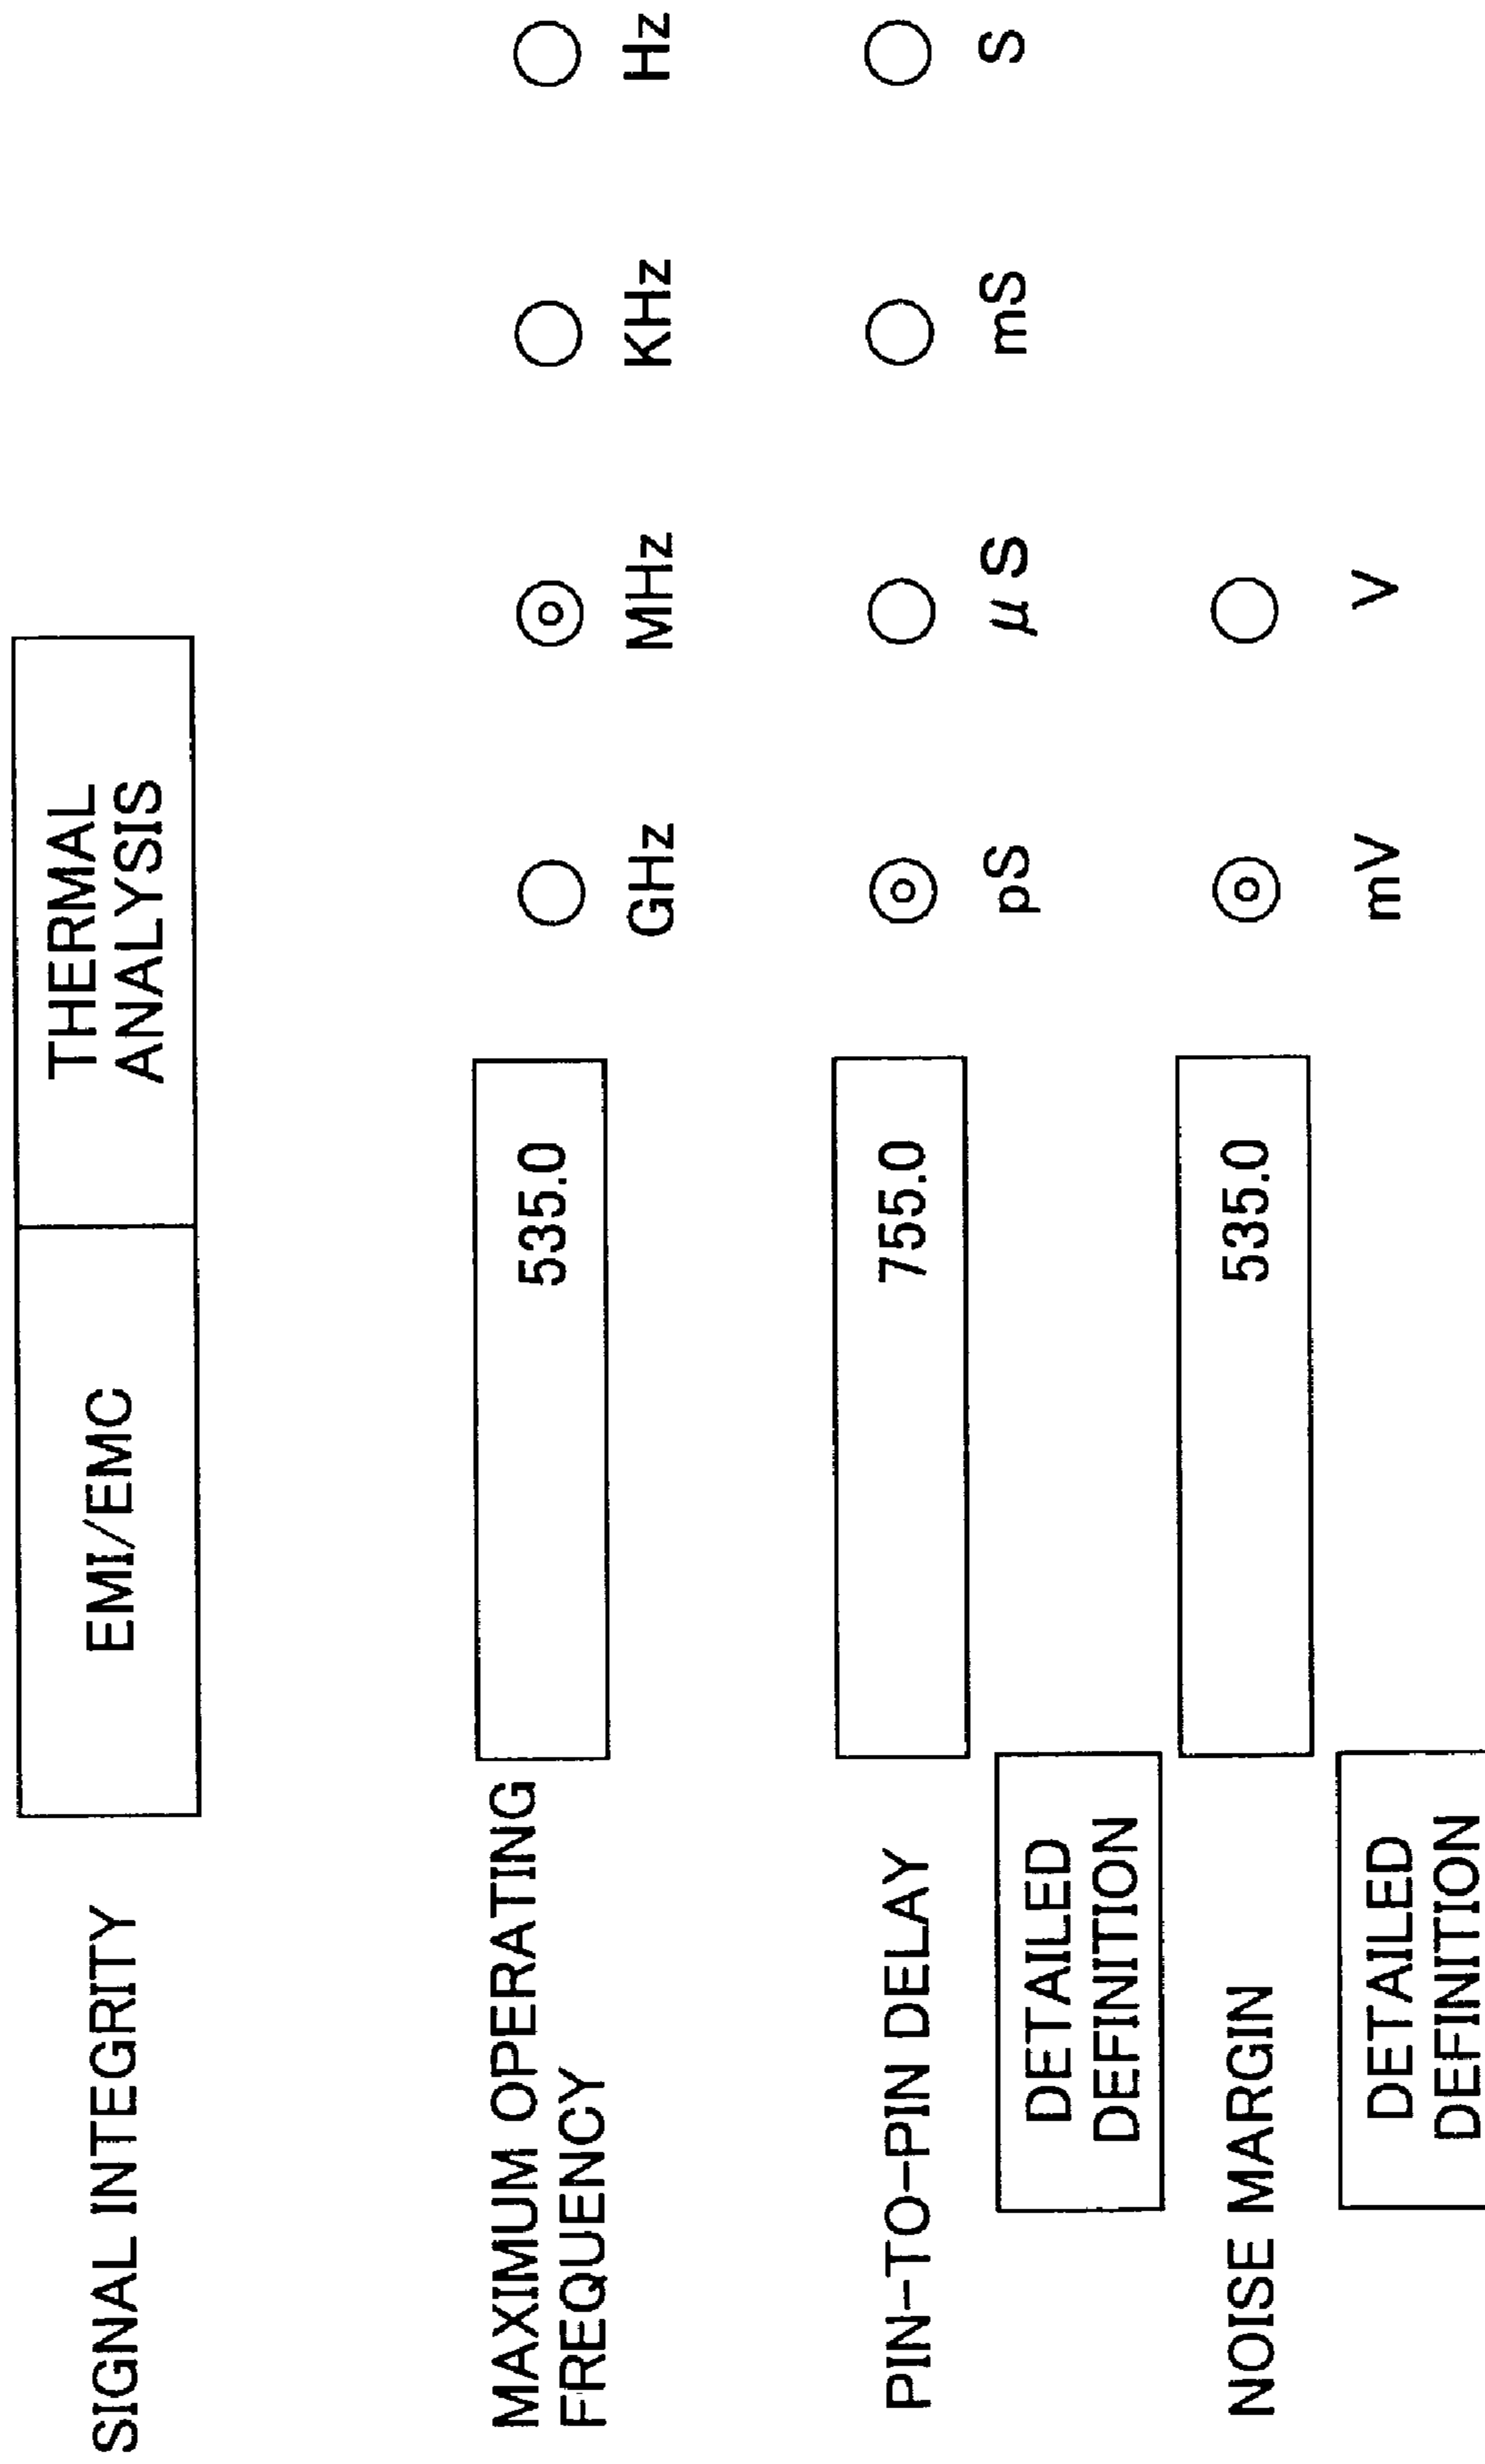 SIGNAL INTEGRITY
EMI/EMC
THERMAL
ANALYSIS
MAXIMUM OPERATING
FREQUENCY
535.0
GHz
MHz
KHz
Hz
PIN-TO-PIN DELAY
755.0
pS
μS
mS
S
DETAILED
DEFINITION
NOISE MARGIN
535.0
mV
V
DETAILED
DEFINITION